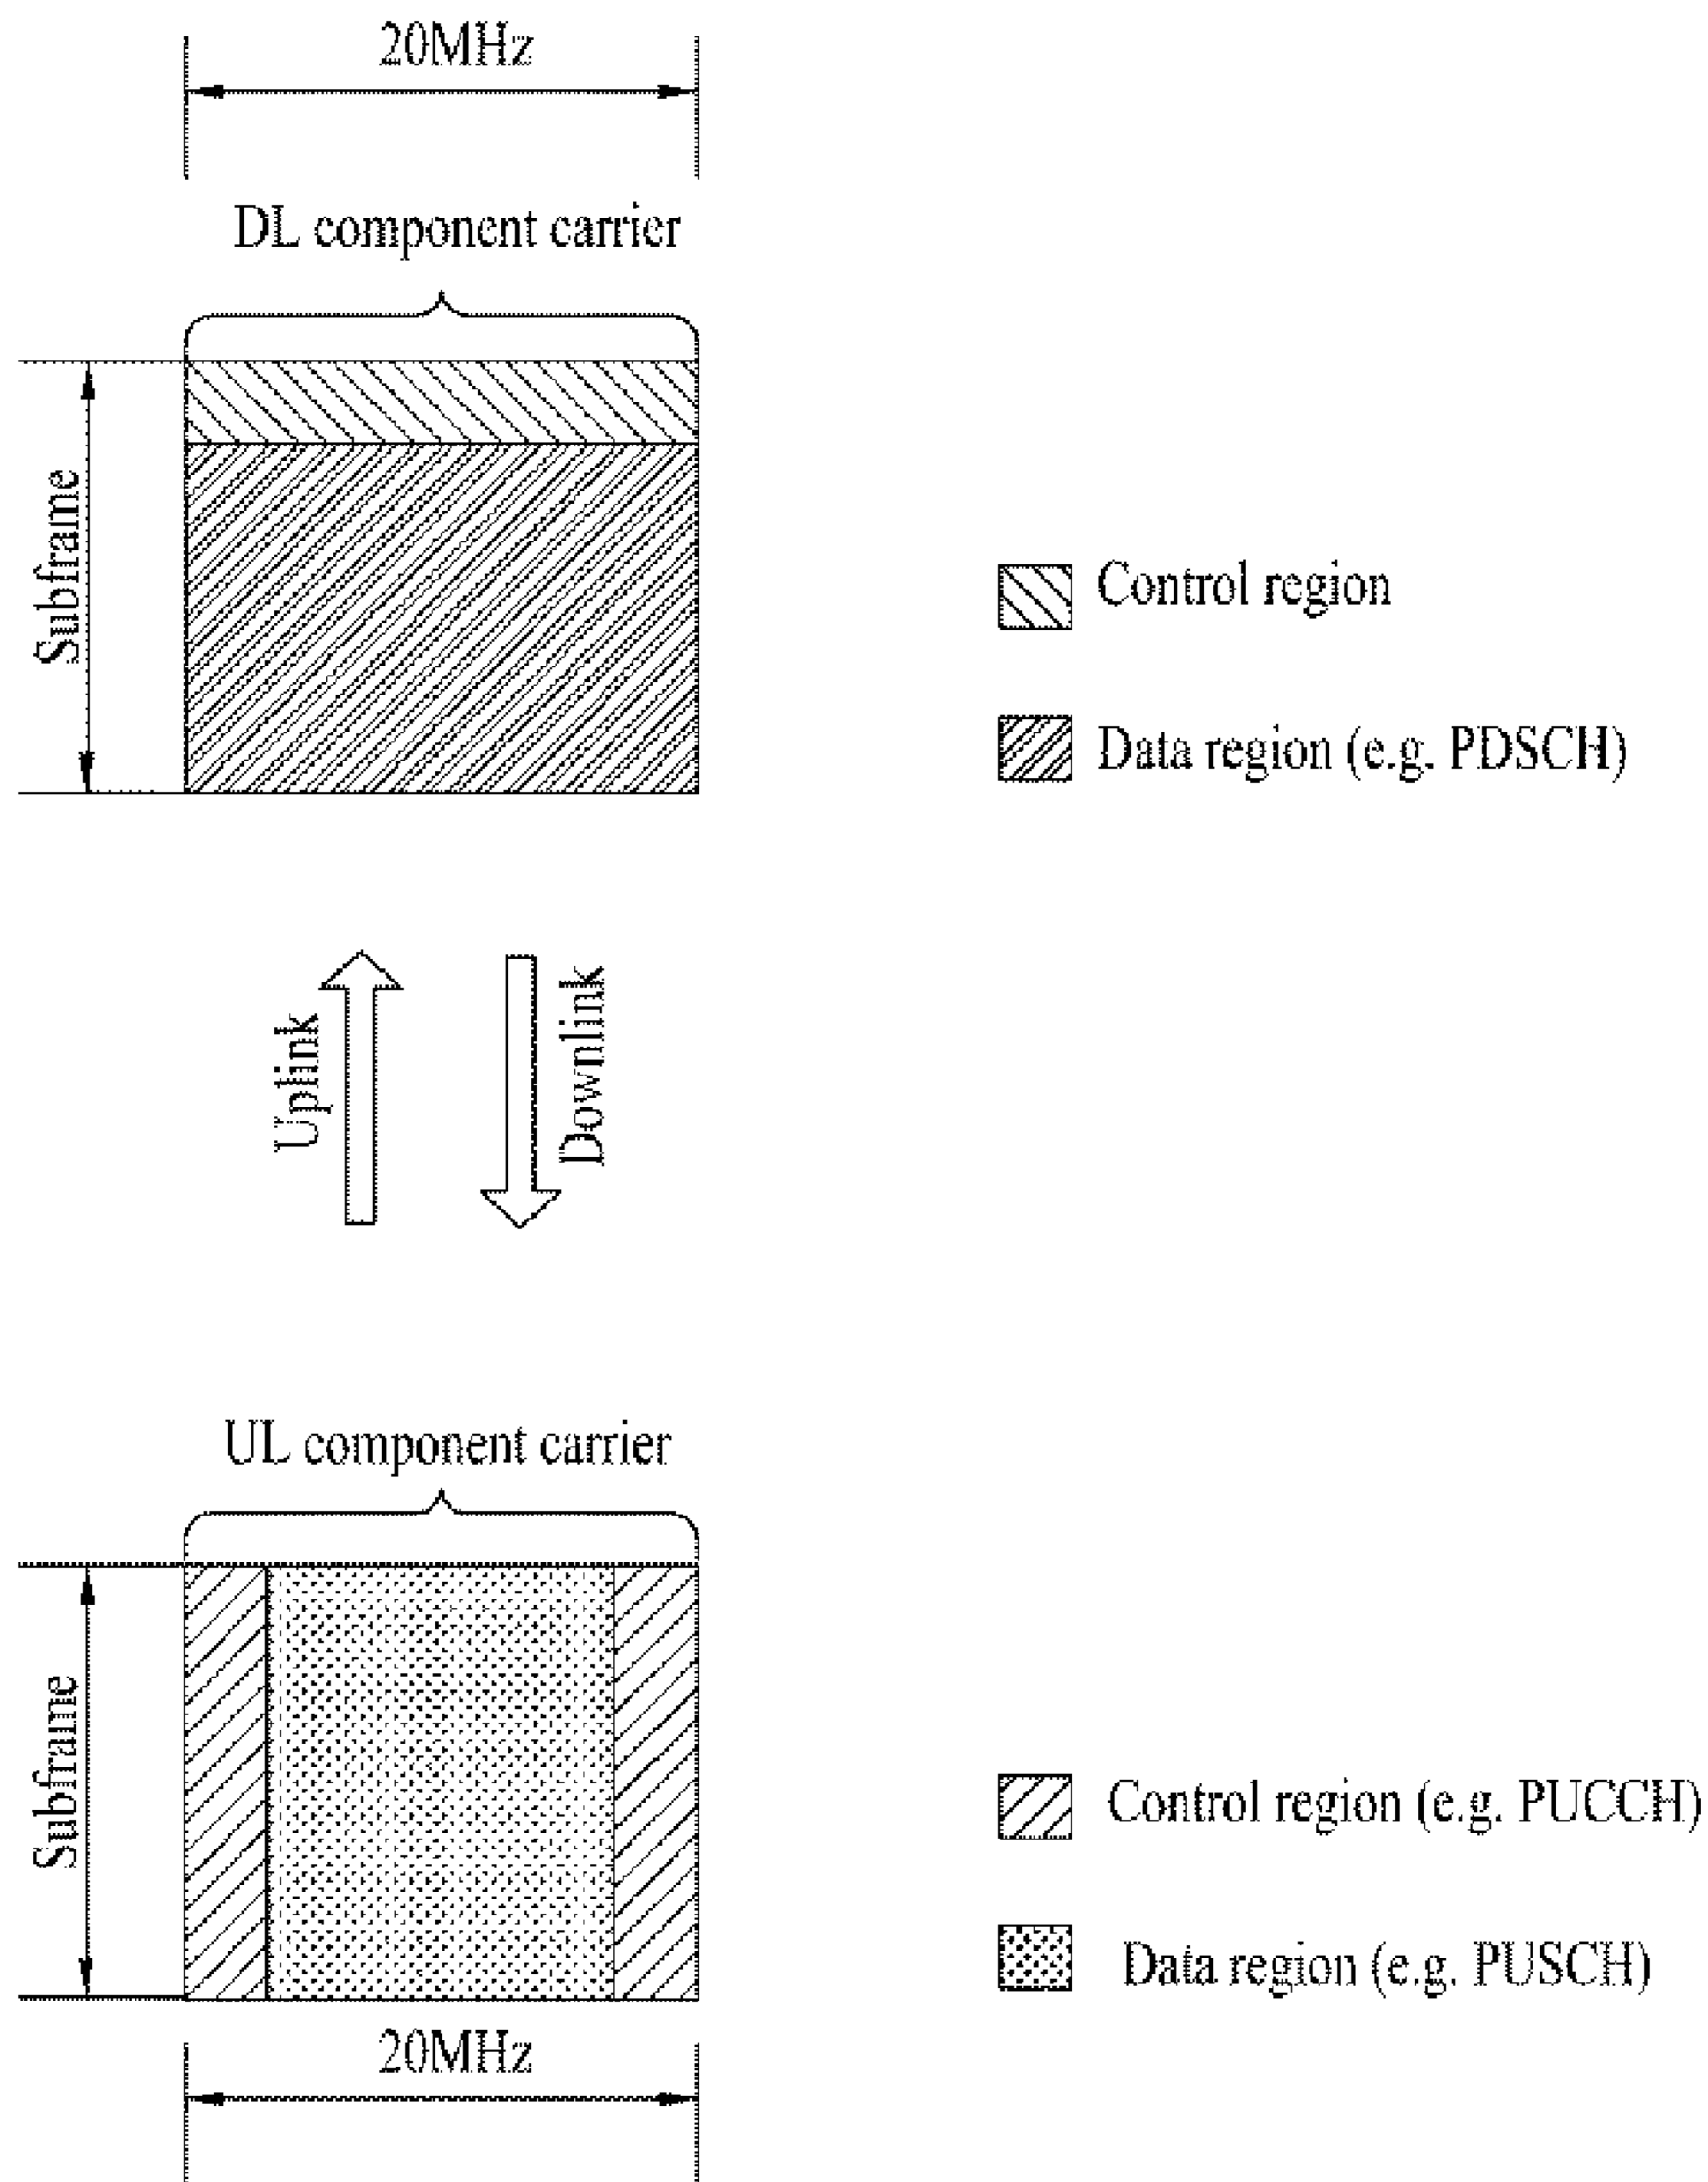 20MHz
DL component carrier
Subframe
Control region
Data region (e.g. PDSCH)
Uplink
Downlink
UL component carrier
Subframe
Control region (e.g. PUCCH)
Data region (e.g. PUSCH)
20MHz